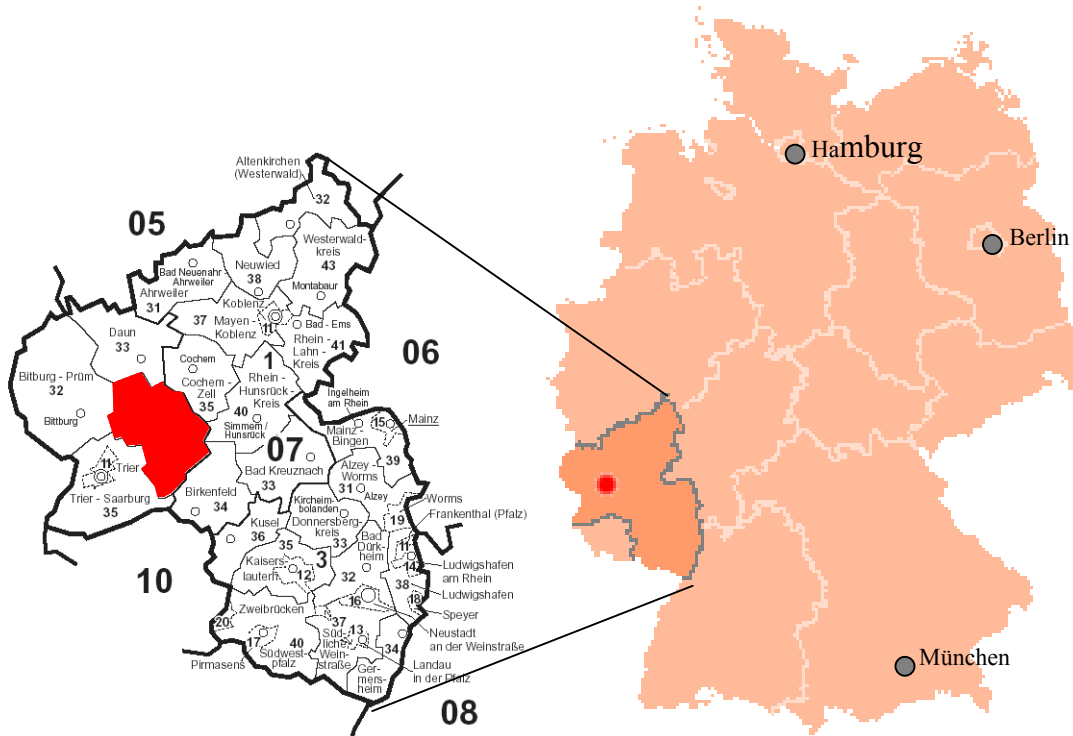 Altenkirchen
(Westerwald)
32
05
Westerwald-
kreis
43
Montabaur
Neuwied
38
Bad Neuenahr
Ahrweiler
Ahrweiler
31
37
Koblenz
Mayen -
Koblenz
11
Bad - Ems
Rhein -
Lahn -
Kreis
41
06
Daun
33
Bitburg - Prüm
32
Bittburg
Cochem
Cochem -
Zell
35
1
Rhein -
Hunsrück -
Kreis
40
Simmern /
Hunsrück
Ingelheim
am Rhein
Mainz -
Bingen
15
Mainz
39
07
Bad Kreuznach
33
Alzey -
Worms
31
Alzey
11
Trier
Trier - Saarburg
35
Birkenfeld
34
Worms
19
Frankenthal (Pfalz)
11
Kircheim-
bolanden
Donnersberg-
kreis
33
Kusel
36
35
Kaisers
lautern
12
3
Bad
Dürk-
heim
32
14
Ludwigshafen
am Rhein
38
Ludwigshafen
18
Speyer
16
Neustadt
an der Weinstraße
10
Zweibrücken
20
17
Pirmasens
40
Südwest-
pfalz
37
Süd-
liche
Wein-
straße
13
34
Landau
in der Pfalz
Ger-
mers-
heim
08
Hamburg
Berlin
München